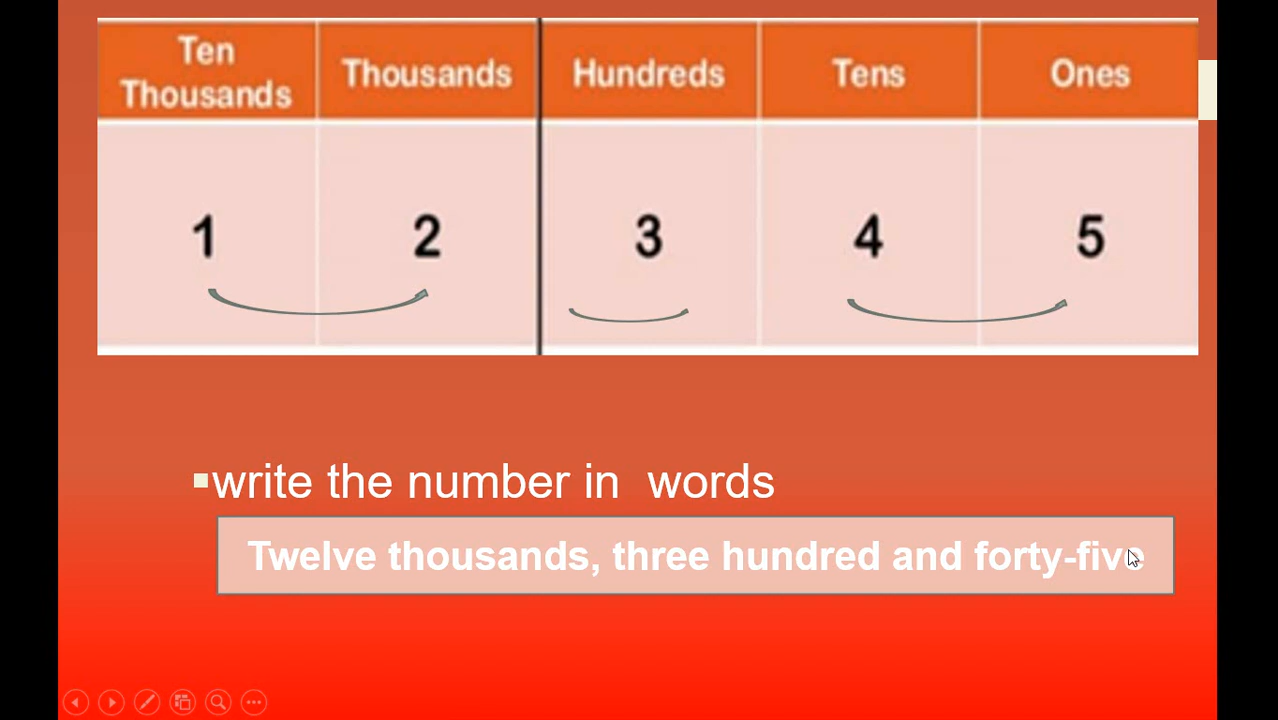 Ten
Thousands
Thousands
Hundreds
Tens
Ones
1 2 3 4 5
write the number in words
Twelve thousands, three hundred and forty-five